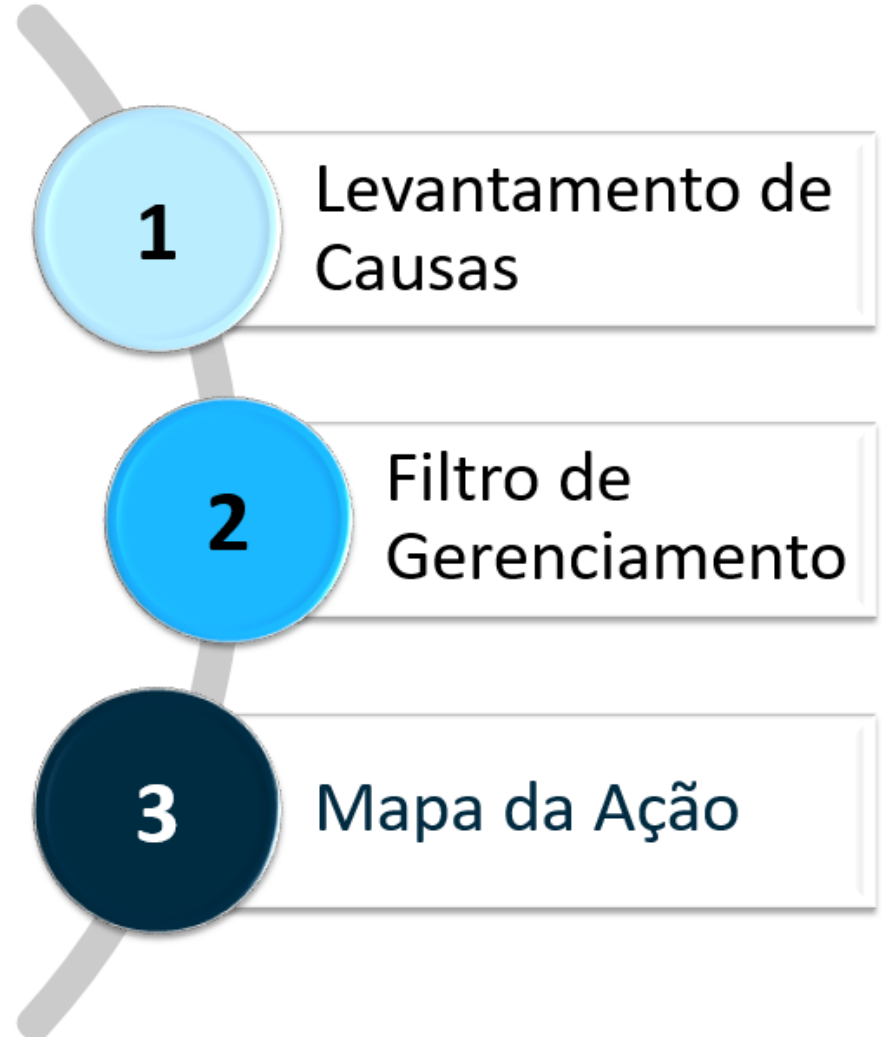 1
Levantamento de
Causas
2
Filtro de
Gerenciamento
3
Mapa da Ação